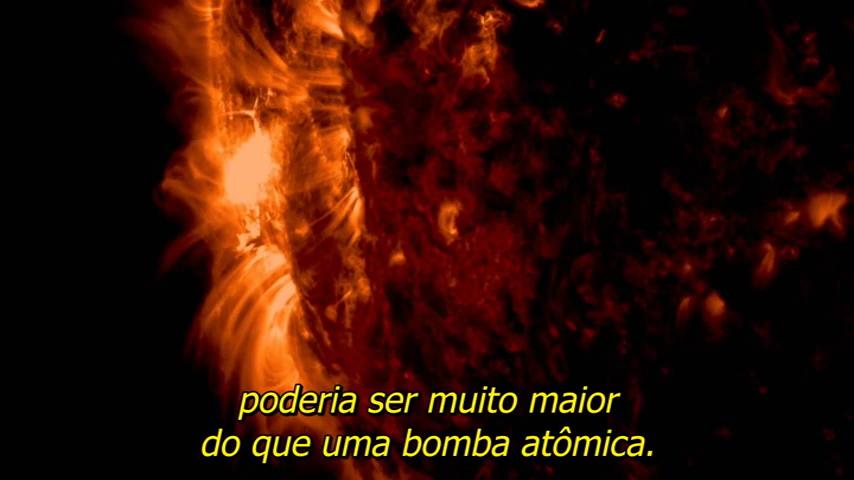 poderia ser muito maior
do que uma bomba atômica.